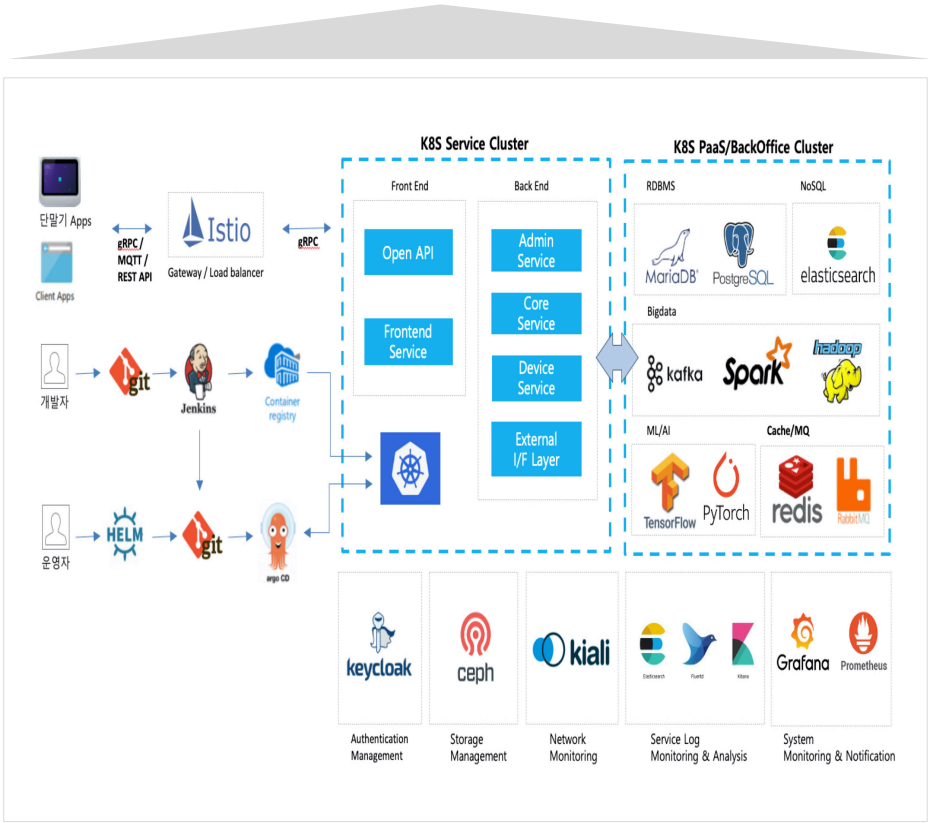 K8S Service Cluster
K8S PaaS/BackOffice Cluster
Front End
Back End
RDBMS
NoSQL
단말기 Apps
Client Apps
gRPC /
MQTT /
REST API
Istio
Gateway / Load balancer
gRPC
Open API
Frontend
Service
Admin
Service
Core
Service
Device
Service
External
I/F Layer
MariaDB
PostgreSQL
elasticsearch
Bigdata
kafka
Spark
hadoop
ML/AI
Cache/MQ
TensorFlow
PyTorch
redis
RabbitMQ
개발자
git
Jenkins
Container
registry
운영자
HELM
git
argo CD
keycloak
ceph
kiali
Elasticsearch
Fluentd
Kibana
Grafana
Prometheus
Authentication
Management
Storage
Management
Network
Monitoring
Service Log
Monitoring & Analysis
System
Monitoring & Notification